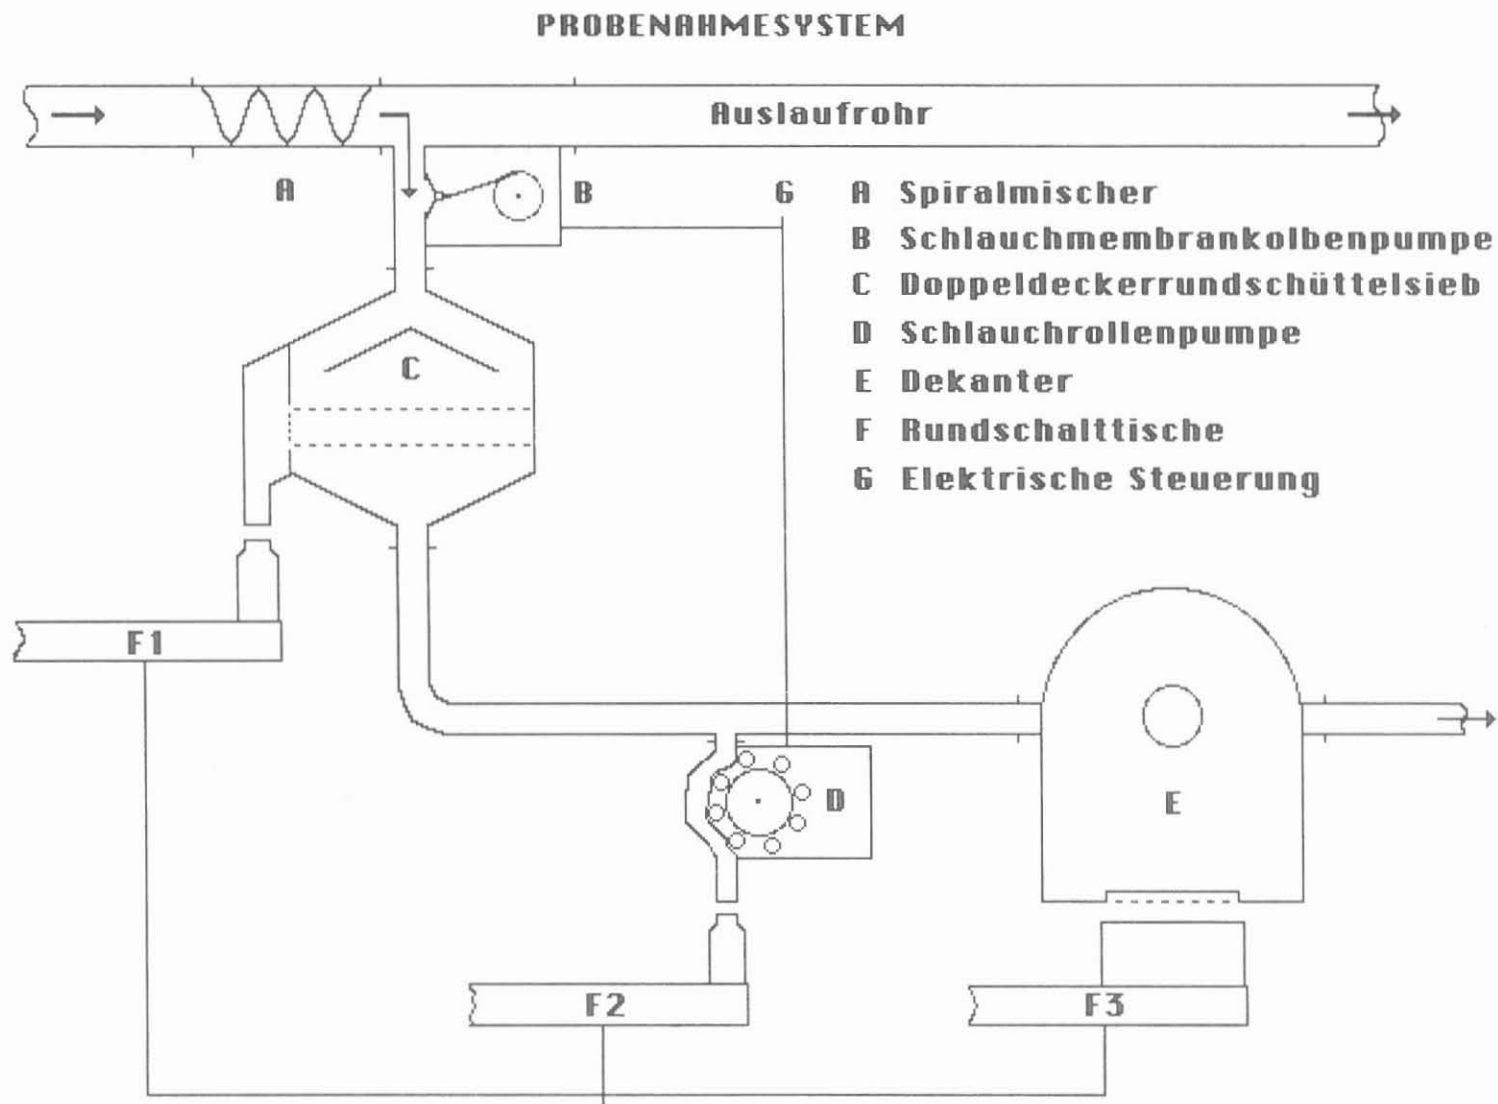 PROBENAHMESYSTEM
Auslaufrohr
A
B
G
A Spiralmischer
B Schlauchmembrankolbenpumpe
C Doppeldeckerrundschüttelsieb
D Schlauchrollenpumpe
E Dekanter
F Rundschalttische
G Elektrische Steuerung
C
F1
D
E
F2
F3